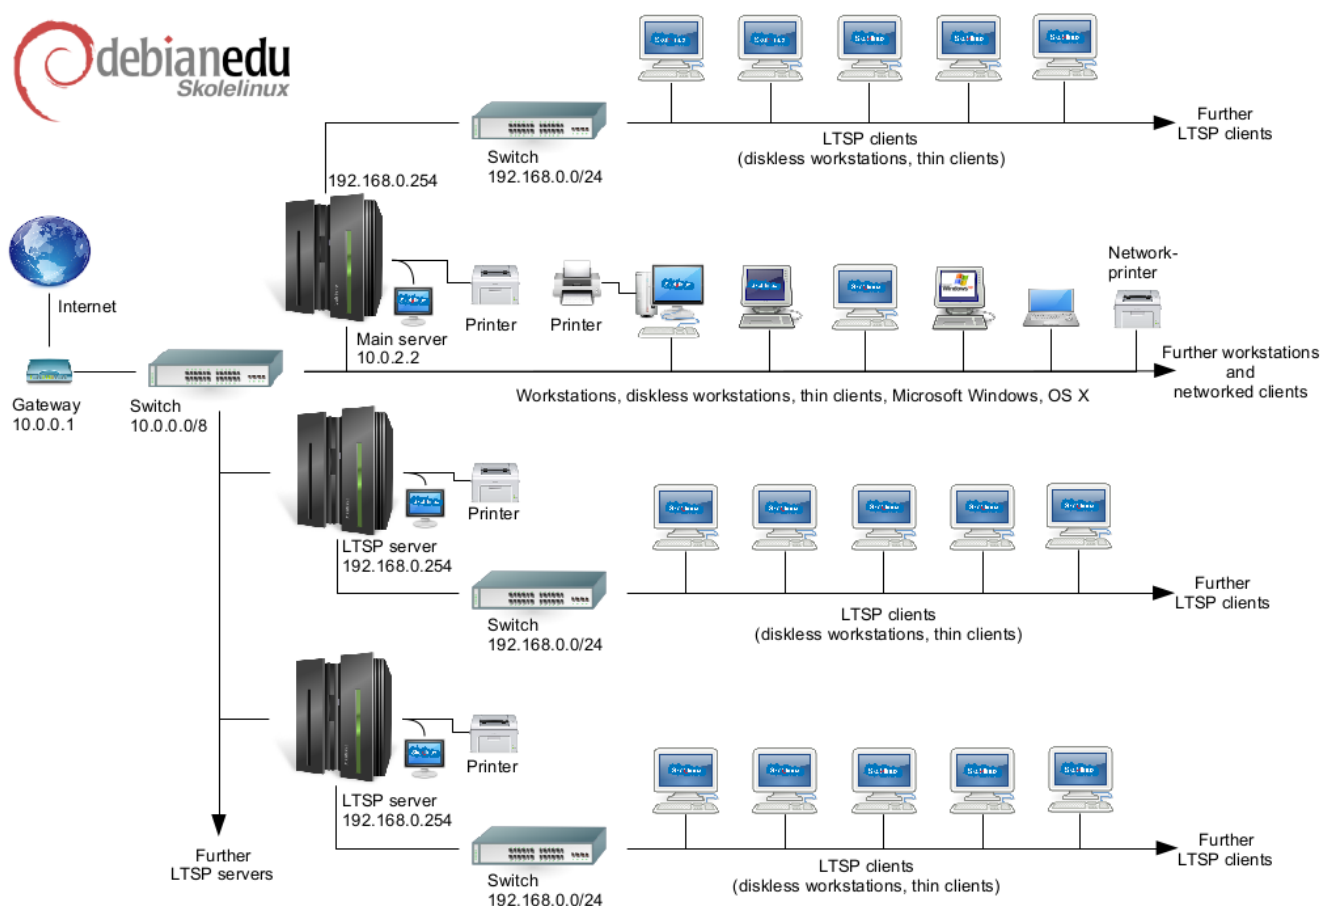 debianedu
Skolelinux
Further
LTSP clients
LTSP clients
(diskless workstations, thin clients)
Switch
192.168.0.0/24
192.168.0.254
Network-
printer
Internet
Printer
Printer
Main server
10.0.2.2
Further workstations
and
networked clients
Workstations, diskless workstations, thin clients, Microsoft Windows, OS X
Gateway
10.0.0.1
Switch
10.0.0.0/8
Printer
LTSP server
192.168.0.254
Further
LTSP clients
LTSP clients
(diskless workstations, thin clients)
Switch
192.168.0.0/24
Printer
LTSP server
192.168.0.254
Further
LTSP servers
Further
LTSP clients
LTSP clients
(diskless workstations, thin clients)
Switch
192.168.0.0/24